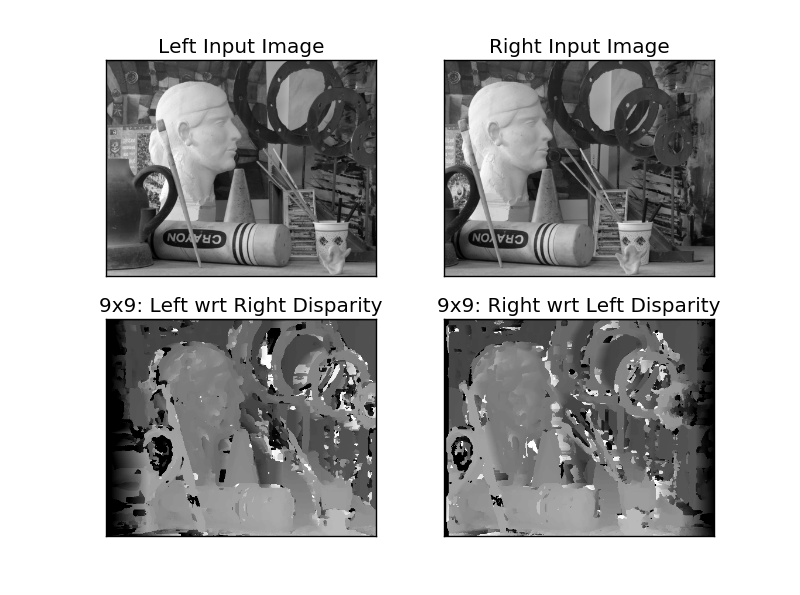 Left Input Image
Right Input Image
CRAYON
CRAYON
9x9: Left wrt Right Disparity
9x9: Right wrt Left Disparity